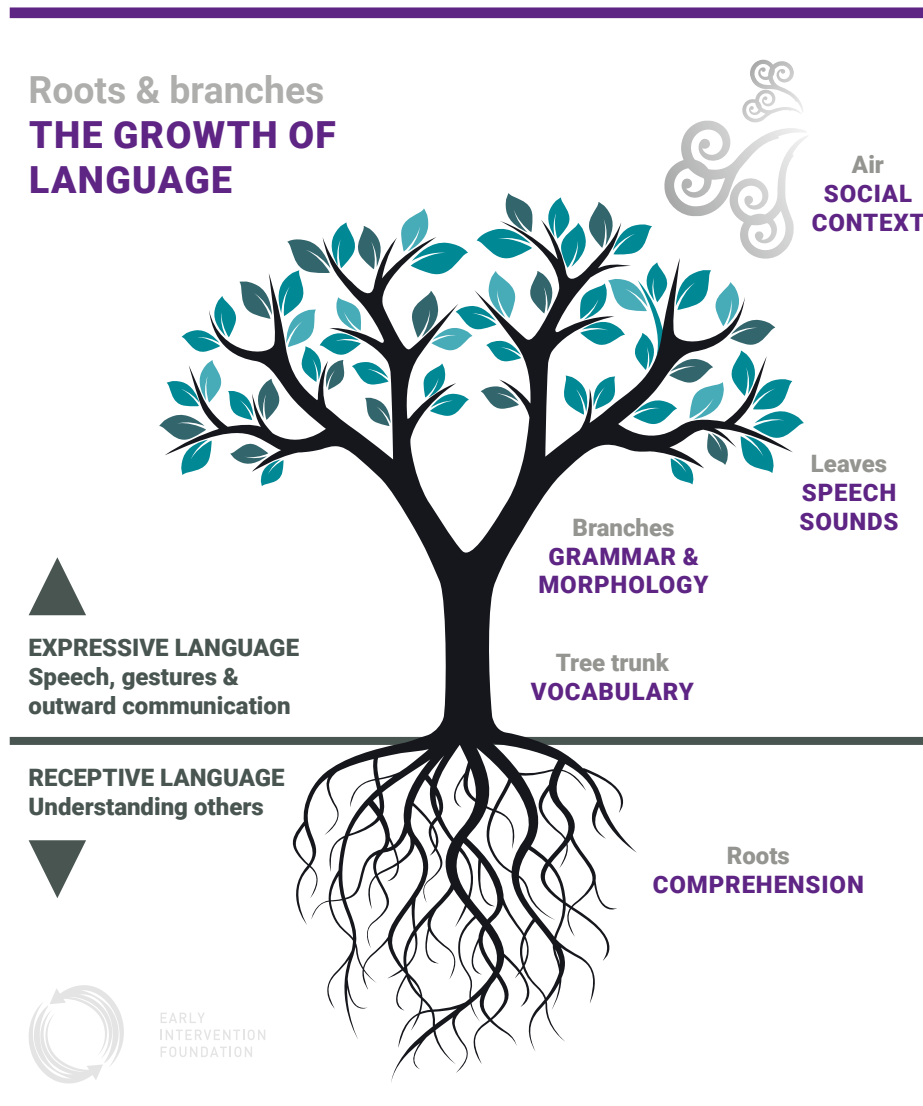 Roots & branches
THE GROWTH OF
LANGUAGE
Air
SOCIAL
CONTEXT
Leaves
SPEECH
SOUNDS
Branches
GRAMMAR &
MORPHOLOGY
EXPRESSIVE LANGUAGE
Speech, gestures &
outward communication
Tree trunk
VOCABULARY
RECEPTIVE LANGUAGE
Understanding others
Roots
COMPREHENSION
EARLY
INTERVENTION
FOUNDATION